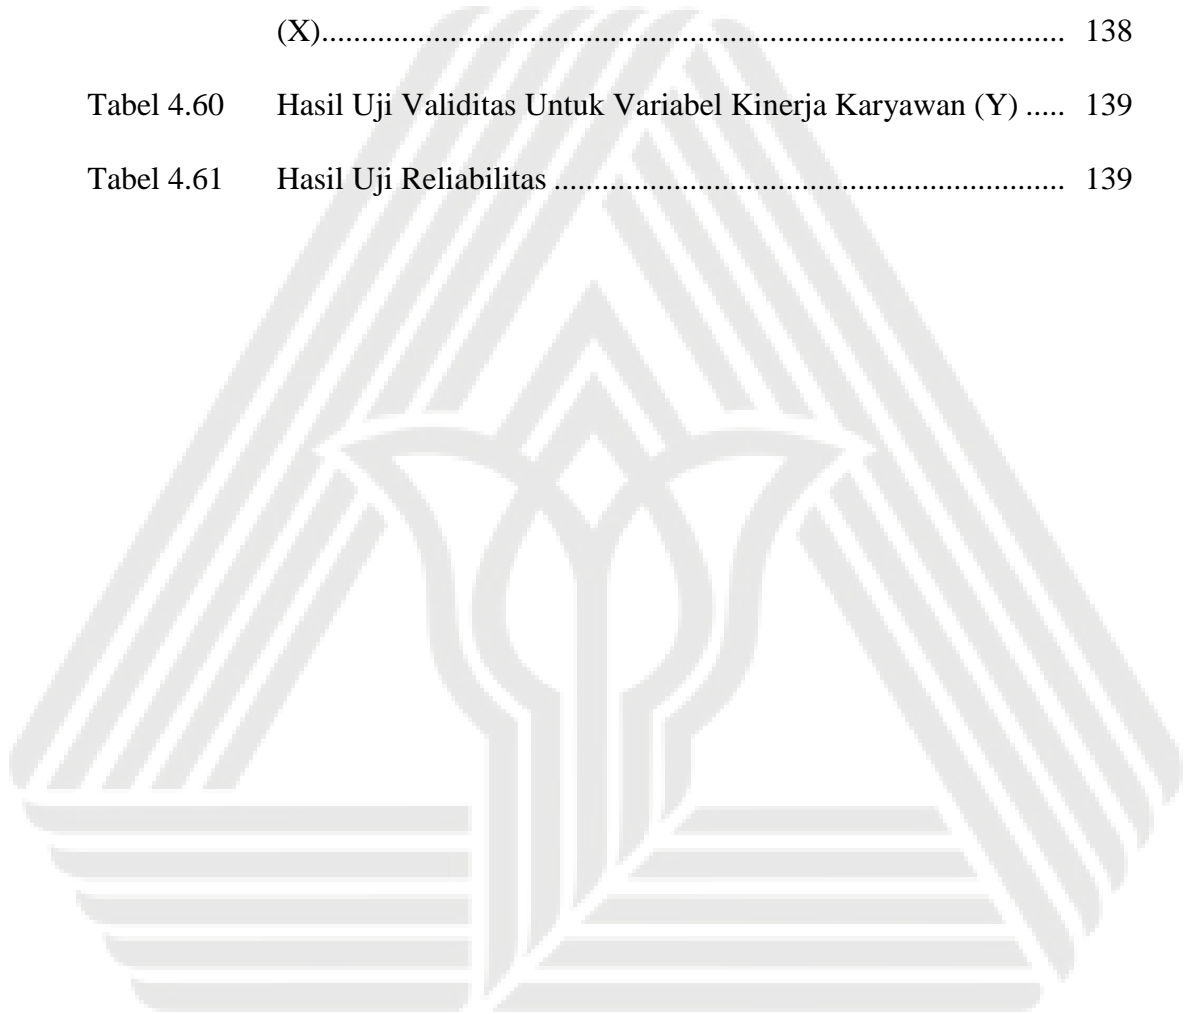 (X)............................................................................................. 138
Tabel 4.60 Hasil Uji Validitas Untuk Variabel Kinerja Karyawan (Y) ..... 139
Tabel 4.61 Hasil Uji Reliabilitas ................................................................ 139